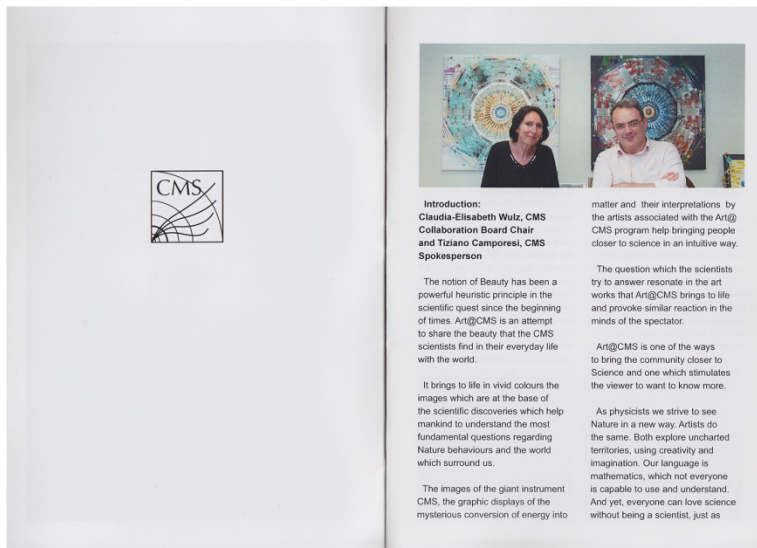 CMS
Introduction:
Claudia-Elisabeth Wulz, CMS
Collaboration Board Chair
and Tiziano Camporesi, CMS
Spokesperson
The notion of Beauty has been a
powerful heuristic principle in the
scientific quest since the beginning
of times. Art@CMS is an attempt
to share the beauty that the CMS
scientists find in their everyday life
with the world.
It brings to life in vivid colours the
images which are at the base of
the scientific discoveries which help
mankind to understand the most
fundamental questions regarding
Nature behaviours and the world
which surround us.
The images of the giant instrument
CMS, the graphic displays of the
mysterious conversion of energy into
matter and their interpretations by
the artists associated with the Art@
CMS program help bringing people
closer to science in an intuitive way.
The question which the scientists
try to answer resonate in the art
works that Art@CMS brings to life
and provoke similar reaction in the
minds of the spectator.
Art@CMS is one of the ways
to bring the community closer to
Science and one which stimulates
the viewer to want to know more.
As physicists we strive to see
Nature in a new way. Artists do
the same. Both explore uncharted
territories, using creativity and
imagination. Our language is
mathematics, which not everyone
is capable to use and understand.
And yet, everyone can love science
without being a scientist, just as